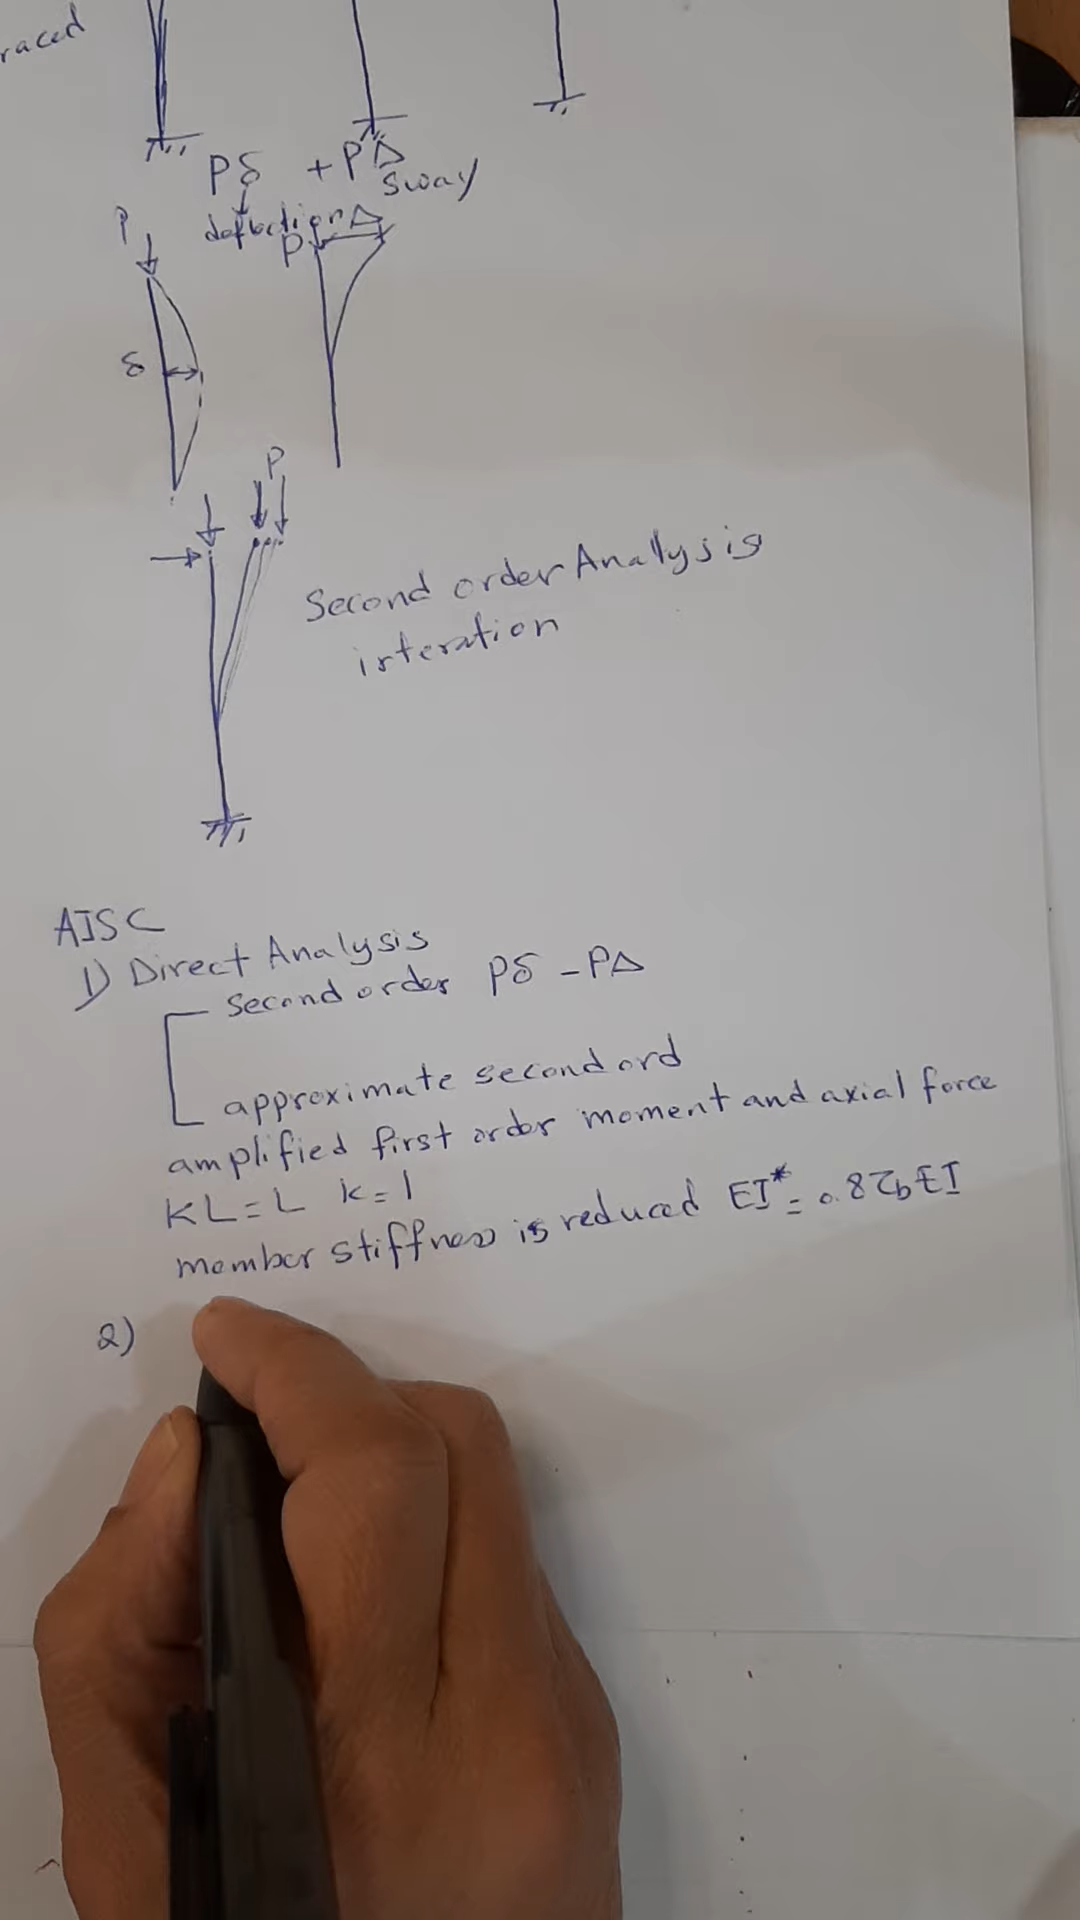 raced
Pδ + PΔ
sway
deflection Δ
P
P
δ
P
Second order Analysis
irteration
AISC
1) Direct Analysis
Second order Pδ - PΔ
approximate second ord
amplified first order moment and axial force
KL = L k = 1
member stiffness is reduced EI* = 0.8 τb EI
2)